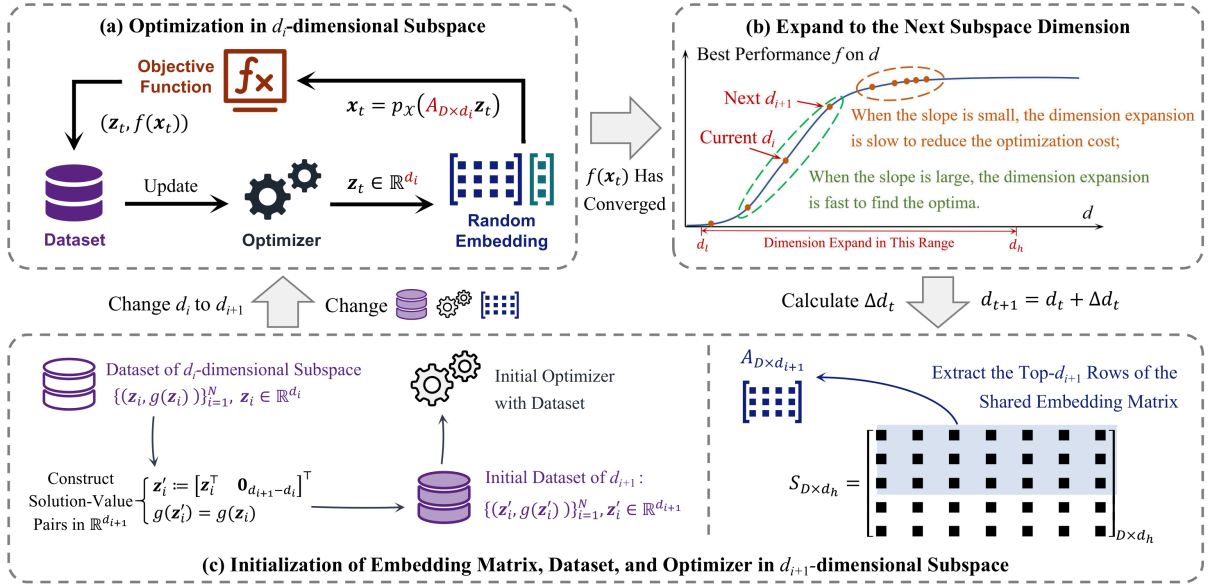 (a) Optimization in d_i-dimensional Subspace
Objective
Function
fx
𝒙_t = p_𝒳(A_{D×d_i} 𝒛_t)
(𝒛_t, f(𝒙_t))
Update
𝒛_t ∈ ℝ^{d_i}
Dataset
Optimizer
Random
Embedding
f(𝒙_t) Has
Converged
(b) Expand to the Next Subspace Dimension
Best Performance f on d
Next d_{i+1}
Current d_i
When the slope is small, the dimension expansion
is slow to reduce the optimization cost;
When the slope is large, the dimension expansion
is fast to find the optima.
d
d_l
Dimension Expand in This Range
d_h
Change d_i to d_{i+1}
Change
Calculate Δd_t
d_{t+1} = d_t + Δd_t
Dataset of d_i-dimensional Subspace
{(𝒛_i, g(𝒛_i))}_{i=1}^N, 𝒛_i ∈ ℝ^{d_i}
Initial Optimizer
with Dataset
Construct
Solution-Value
Pairs in ℝ^{d_{i+1}}
𝒛′_i ≔ [𝒛_i^⊤ 𝟎_{d_{i+1}−d_i}]^⊤
g(𝒛′_i) = g(𝒛_i)
Initial Dataset of d_{i+1}:
{(𝒛′_i, g(𝒛′_i))}_{i=1}^N, 𝒛′_i ∈ ℝ^{d_{i+1}}
A_{D×d_{i+1}}
Extract the Top-d_{i+1} Rows of the
Shared Embedding Matrix
S_{D×d_h} = [ ]_{D×d_h}
(c) Initialization of Embedding Matrix, Dataset, and Optimizer in d_{i+1}-dimensional Subspace